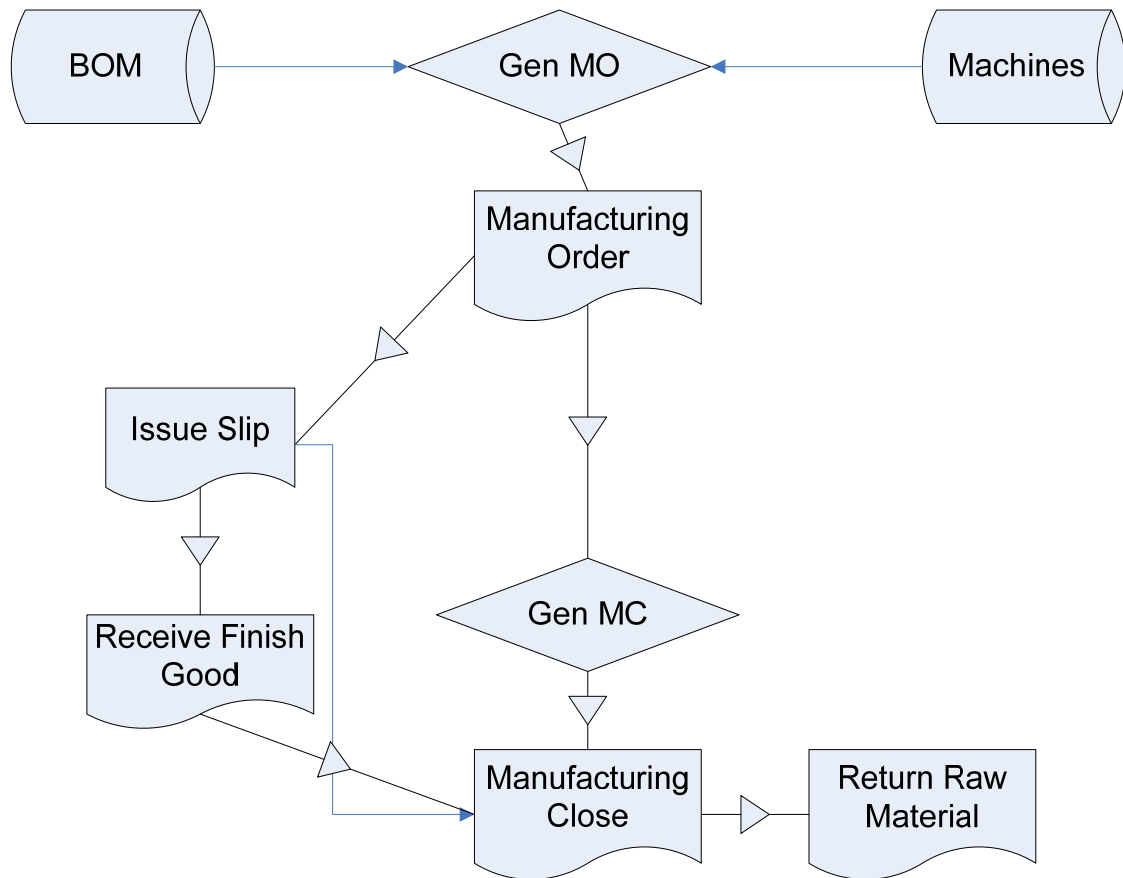 BOM
Gen MO
Machines
Manufacturing
Order
Issue Slip
Gen MC
Receive Finish
Good
Manufacturing
Close
Return Raw
Material